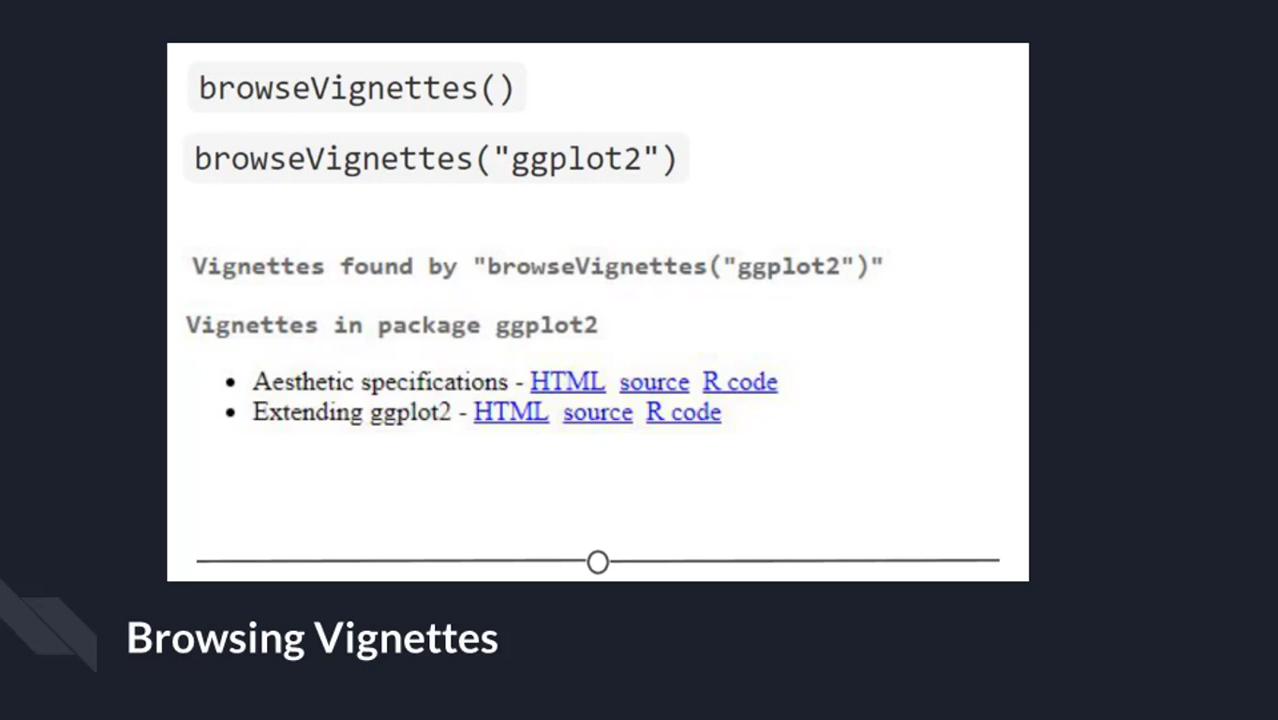 browseVignettes()
browseVignettes("ggplot2")
Vignettes found by "browseVignettes("ggplot2")"
Vignettes in package ggplot2
• Aesthetic specifications - HTML source R code
• Extending ggplot2 - HTML source R code
Browsing Vignettes